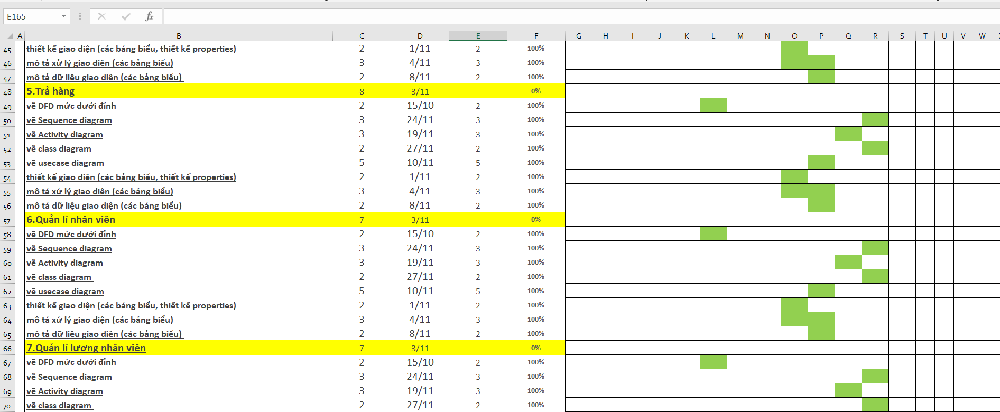 E165 fx
A B C D E F G H I J K L M N O P Q R S T U V W
45 thiết kế giao diện (các bảng biểu, thiết kế properties) 2 1/11 2 100%
46 mô tả xử lý giao diện (các bảng biểu) 3 4/11 3 100%
47 mô tả dữ liệu giao diện (các bảng biểu) 2 8/11 2 100%
48 5.Trả hàng 8 3/11 0%
49 vẽ DFD mức dưới đỉnh 2 15/10 2 100%
50 vẽ Sequence diagram 3 24/11 3 100%
51 vẽ Activity diagram 3 19/11 3 100%
52 vẽ class diagram 2 27/11 2 100%
53 vẽ usecase diagram 5 10/11 5 100%
54 thiết kế giao diện (các bảng biểu, thiết kế properties) 2 1/11 2 100%
55 mô tả xử lý giao diện (các bảng biểu) 3 4/11 3 100%
56 mô tả dữ liệu giao diện (các bảng biểu) 2 8/11 2 100%
57 6.Quản lí nhân viên 7 3/11 0%
58 vẽ DFD mức dưới đỉnh 2 15/10 2 100%
59 vẽ Sequence diagram 3 24/11 3 100%
60 vẽ Activity diagram 3 19/11 3 100%
61 vẽ class diagram 2 27/11 2 100%
62 vẽ usecase diagram 5 10/11 5 100%
63 thiết kế giao diện (các bảng biểu, thiết kế properties) 2 1/11 2 100%
64 mô tả xử lý giao diện (các bảng biểu) 3 4/11 3 100%
65 mô tả dữ liệu giao diện (các bảng biểu) 2 8/11 2 100%
66 7.Quản lí lương nhân viên 7 3/11 0%
67 vẽ DFD mức dưới đỉnh 2 15/10 2 100%
68 vẽ Sequence diagram 3 24/11 3 100%
69 vẽ Activity diagram 3 19/11 3 100%
70 vẽ class diagram 2 27/11 2 100%